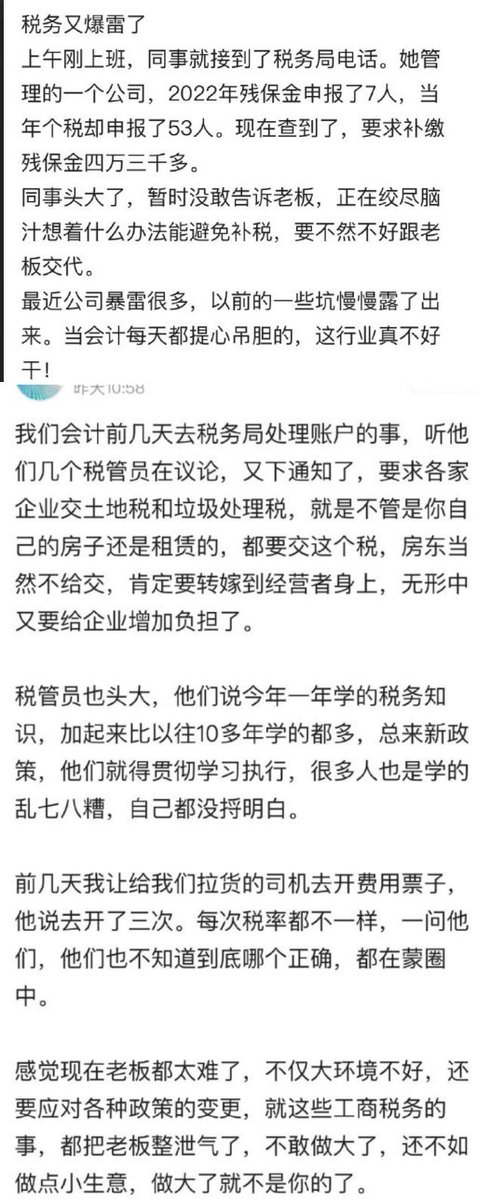 税务又爆雷了
上午刚上班，同事就接到了税务局电话。她管
理的一个公司，2022年残保金申报了7人，当
年个税却申报了53人。现在查到了，要求补缴
残保金四万三千多。
同事头大了，暂时没敢告诉老板，正在绞尽脑
汁想着什么办法能避免补税，要不然不好跟老
板交代。
最近公司暴雷很多，以前的一些坑慢慢露了出
来。当会计每天都提心吊胆的，这行业真不好
干！
昨天10:58
我们会计前几天去税务局处理账户的事，听他
们几个税管员在议论，又下通知了，要求各家
企业交土地税和垃圾处理税，就是不管是你自
己的房子还是租赁的，都要交这个税，房东当
然不给交，肯定要转嫁到经营者身上，无形中
又要给企业增加负担了。
税管员也头大，他们说今年一年学的税务知
识，加起来比以往10多年学的都多，总来新政
策，他们就得贯彻学习执行，很多人也是学的
乱七八糟，自己都没捋明白。
前几天我让给我们拉货的司机去开费用票子，
他说去开了三次。每次税率都不一样，一问他
们，他们也不知道到底哪个正确，都在蒙圈
中。
感觉现在老板都太难了，不仅大环境不好，还
要应对各种政策的变更，就这些工商税务的
事，都把老板整泄气了，不敢做大了，还不如
做点小生意，做大了就不是你的了。